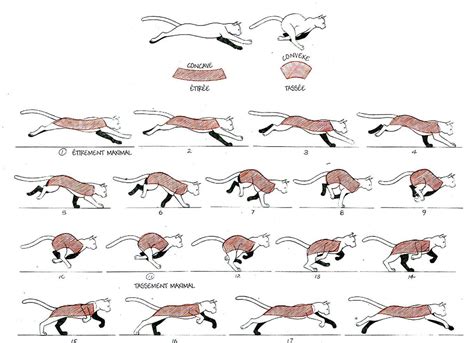 CONCAVE
CONVEXE
ÉTIRÉE
TASSÉE
① ÉTIREMENT MAXIMAL
2
3
4
5
6
7
8
9
10
11
12
13
14
TASSEMENT MAXIMAL
15
16
17